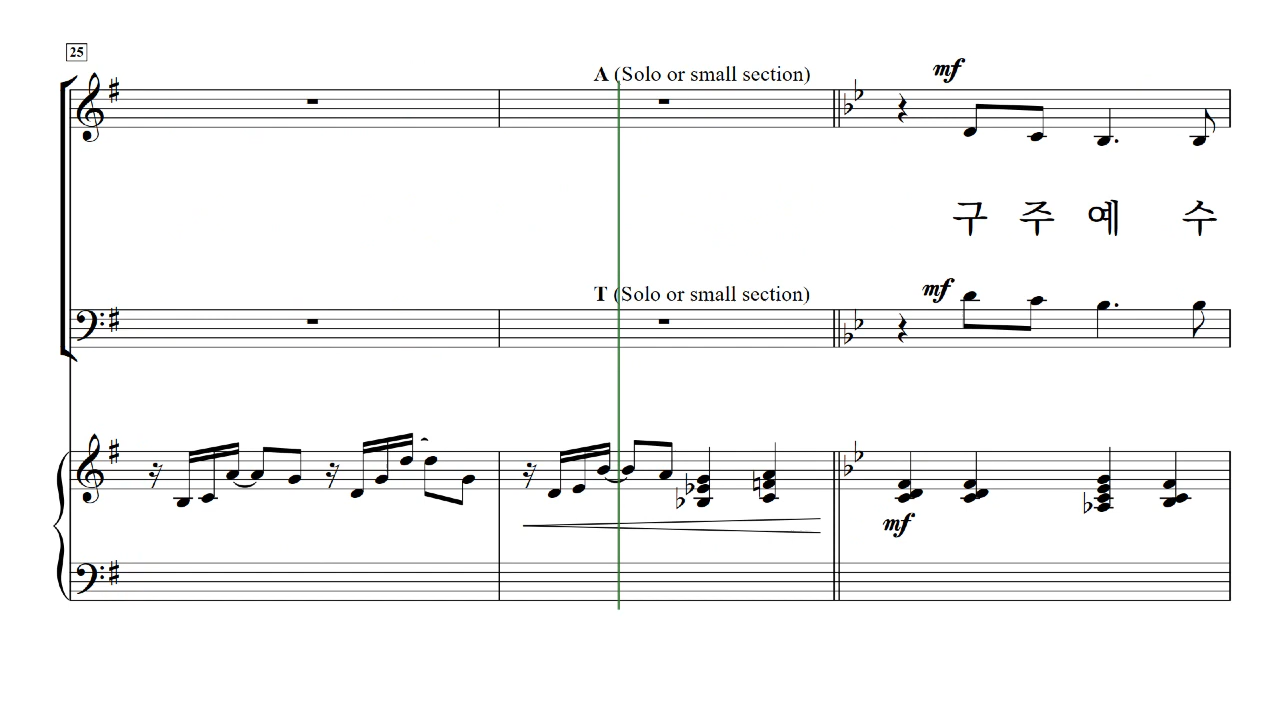 25
A (Solo or small section)
mf
구 주 예 수
T (Solo or small section)
mf
mf